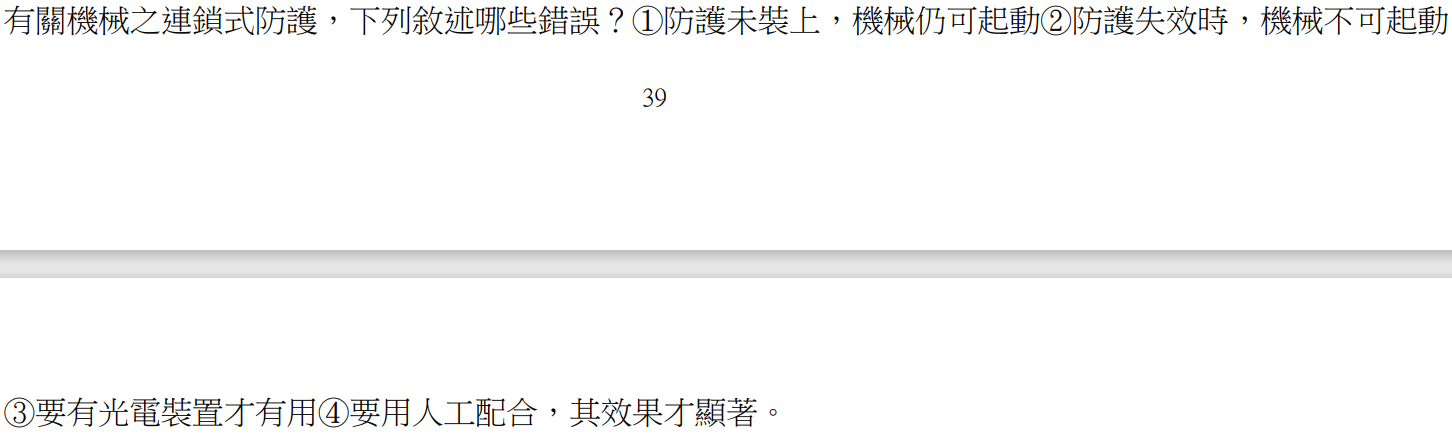 有關機械之連鎖式防護，下列敘述哪些錯誤？①防護未裝上，機械仍可起動②防護失效時，機械不可起動
39
③要有光電裝置才有用④要用人工配合，其效果才顯著。